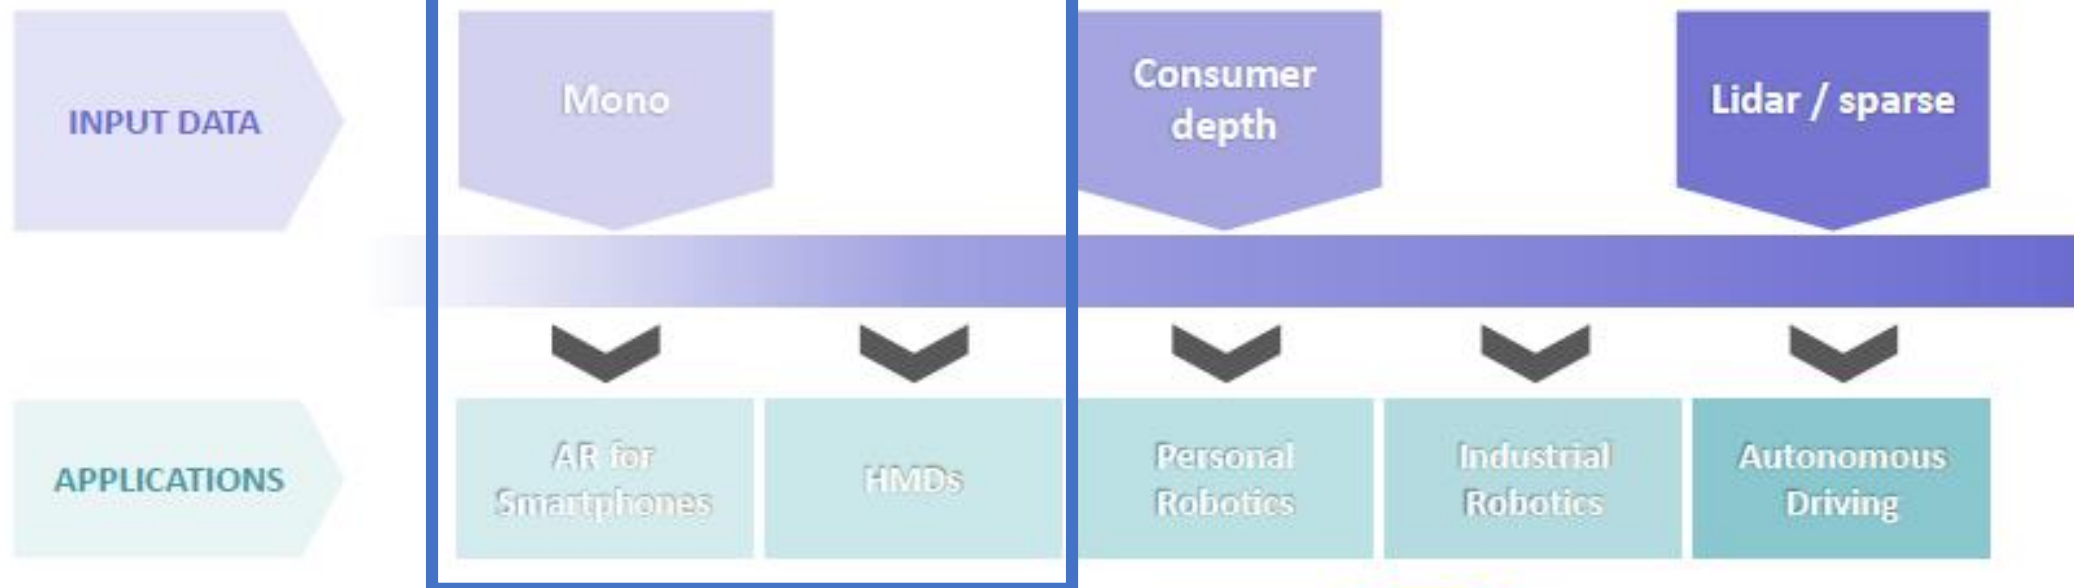 INPUT DATA
Mono
Consumer
depth
Lidar / sparse
APPLICATIONS
AR for
Smartphones
HMDs
Personal
Robotics
Industrial
Robotics
Autonomous
Driving